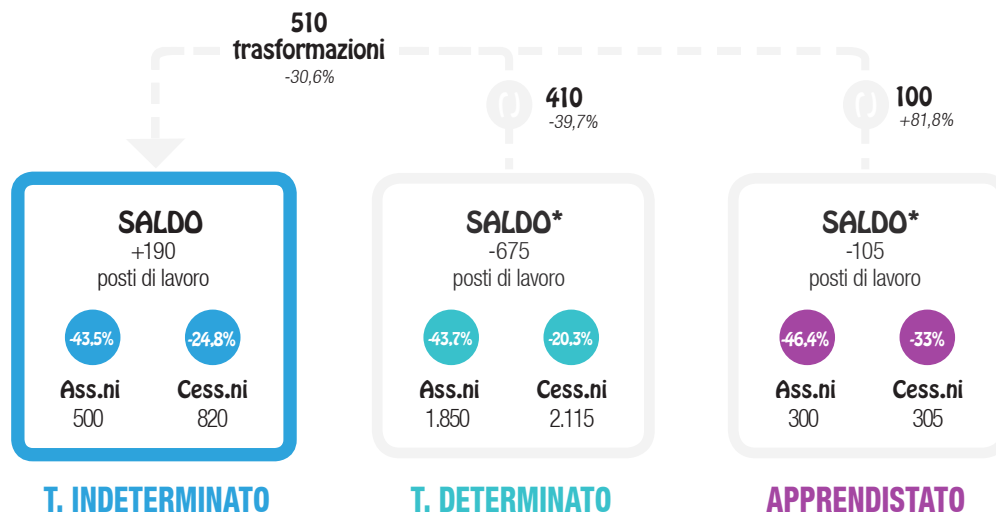 510
trasformazioni
-30,6%
410
-39,7%
100
+81,8%
SALDO
+190
posti di lavoro
-43.5%
-24,8%
Ass.ni
Cess.ni
500
820
T. INDETERMINATO
SALDO*
-675
posti di lavoro
-43,7%
-20,3%
Ass.ni
Cess.ni
1.850
2.115
T. DETERMINATO
SALDO*
-105
posti di lavoro
-46,4%
-33%
Ass.ni
Cess.ni
300
305
APPRENDISTATO